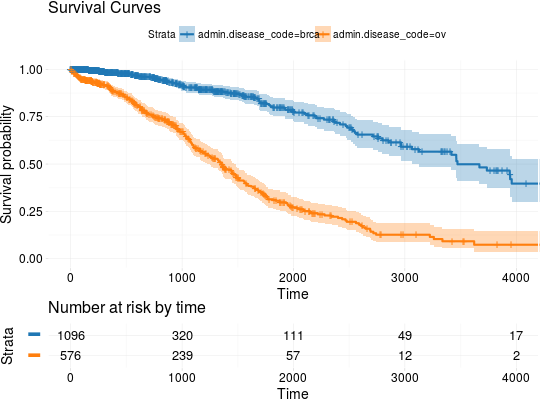 Survival Curves
Strata admin.disease_code=brca admin.disease_code=ov
Survival probability
1.00
0.75
0.50
0.25
0.00
0 1000 2000 3000 4000
Time
Number at risk by time
Strata
1096 320 111 49 17
576 239 57 12 2
0 1000 2000 3000 4000
Time